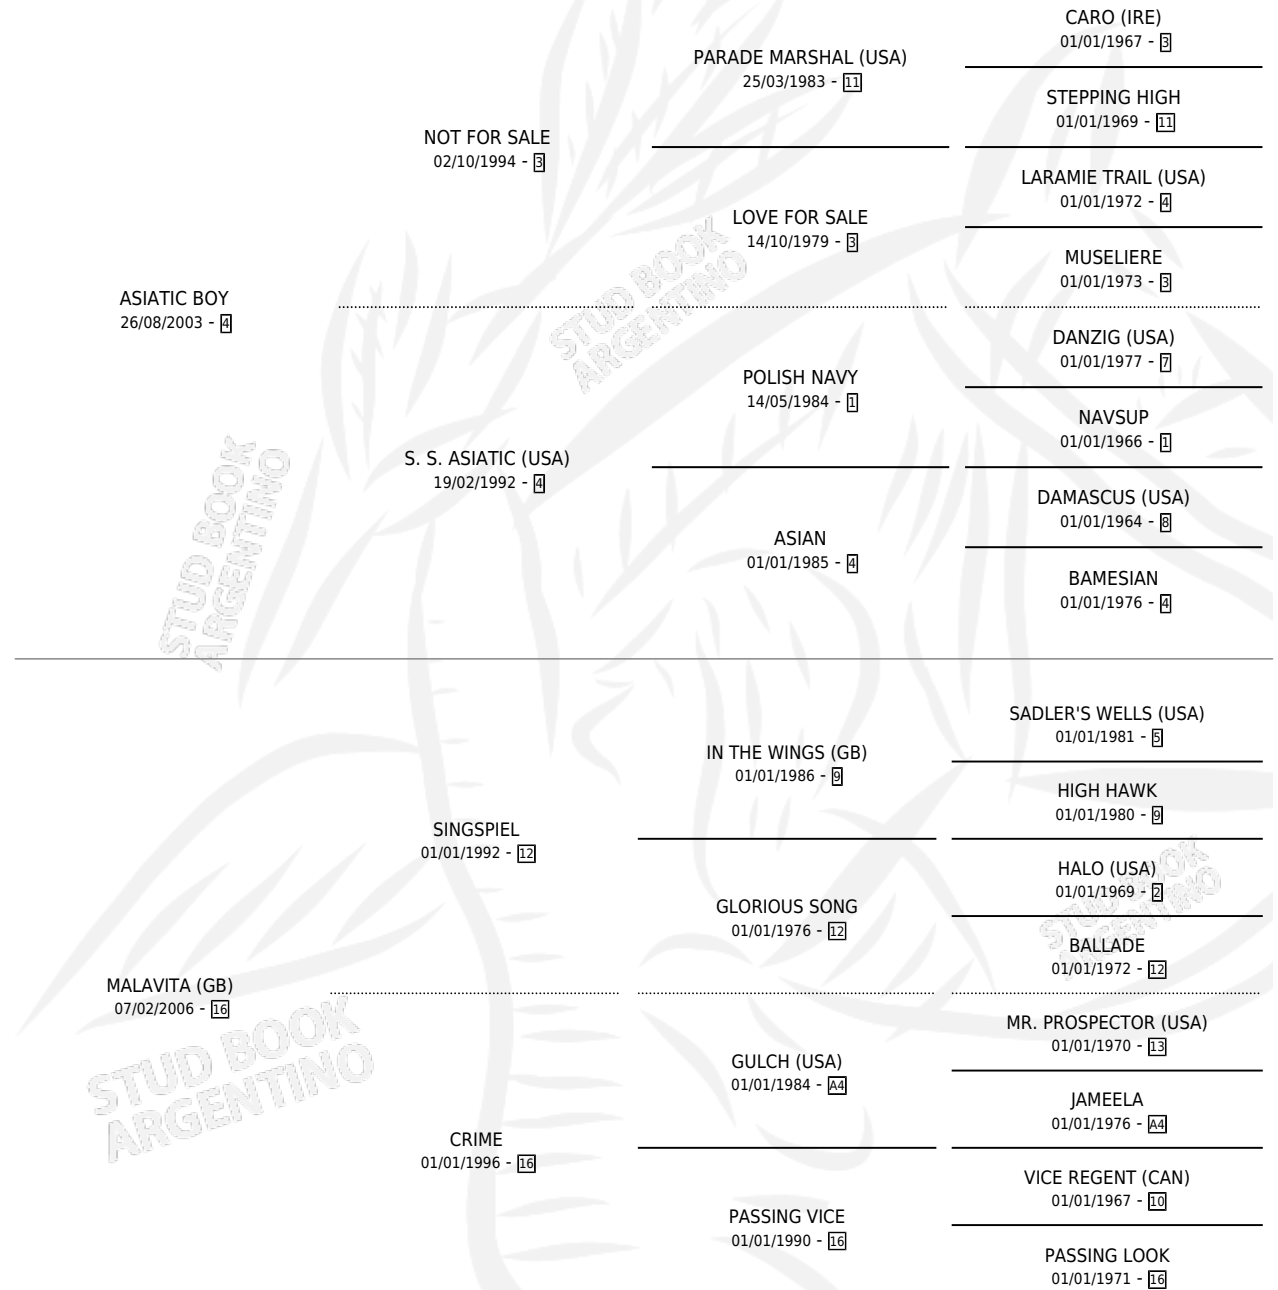 CARO (IRE)
01/01/1967 - 3
PARADE MARSHAL (USA)
25/03/1983 - 11
STEPPING HIGH
01/01/1969 - 11
NOT FOR SALE
02/10/1994 - 3
LARAMIE TRAIL (USA)
01/01/1972 - 4
LOVE FOR SALE
14/10/1979 - 3
MUSELIERE
01/01/1973 - 3
ASIATIC BOY
26/08/2003 - 4
DANZIG (USA)
01/01/1977 - 7
POLISH NAVY
14/05/1984 - 1
NAVSUP
01/01/1966 - 1
S. S. ASIATIC (USA)
19/02/1992 - 4
DAMASCUS (USA)
01/01/1964 - 8
ASIAN
01/01/1985 - 4
BAMESIAN
01/01/1976 - 4
SADLER'S WELLS (USA)
01/01/1981 - 5
IN THE WINGS (GB)
01/01/1986 - 9
HIGH HAWK
01/01/1980 - 9
SINGSPIEL
01/01/1992 - 12
HALO (USA)
01/01/1969 - 2
GLORIOUS SONG
01/01/1976 - 12
BALLADE
01/01/1972 - 12
MALAVITA (GB)
07/02/2006 - 16
MR. PROSPECTOR (USA)
01/01/1970 - 13
GULCH (USA)
01/01/1984 - A4
JAMEELA
01/01/1976 - A4
CRIME
01/01/1996 - 16
VICE REGENT (CAN)
01/01/1967 - 10
PASSING VICE
01/01/1990 - 16
PASSING LOOK
01/01/1971 - 16
STUD BOOK
ARGENTINO
STUD BOOK
ARGENTINO
STUD BOOK
ARGENTINO
STUD BOOK
ARGENTINO